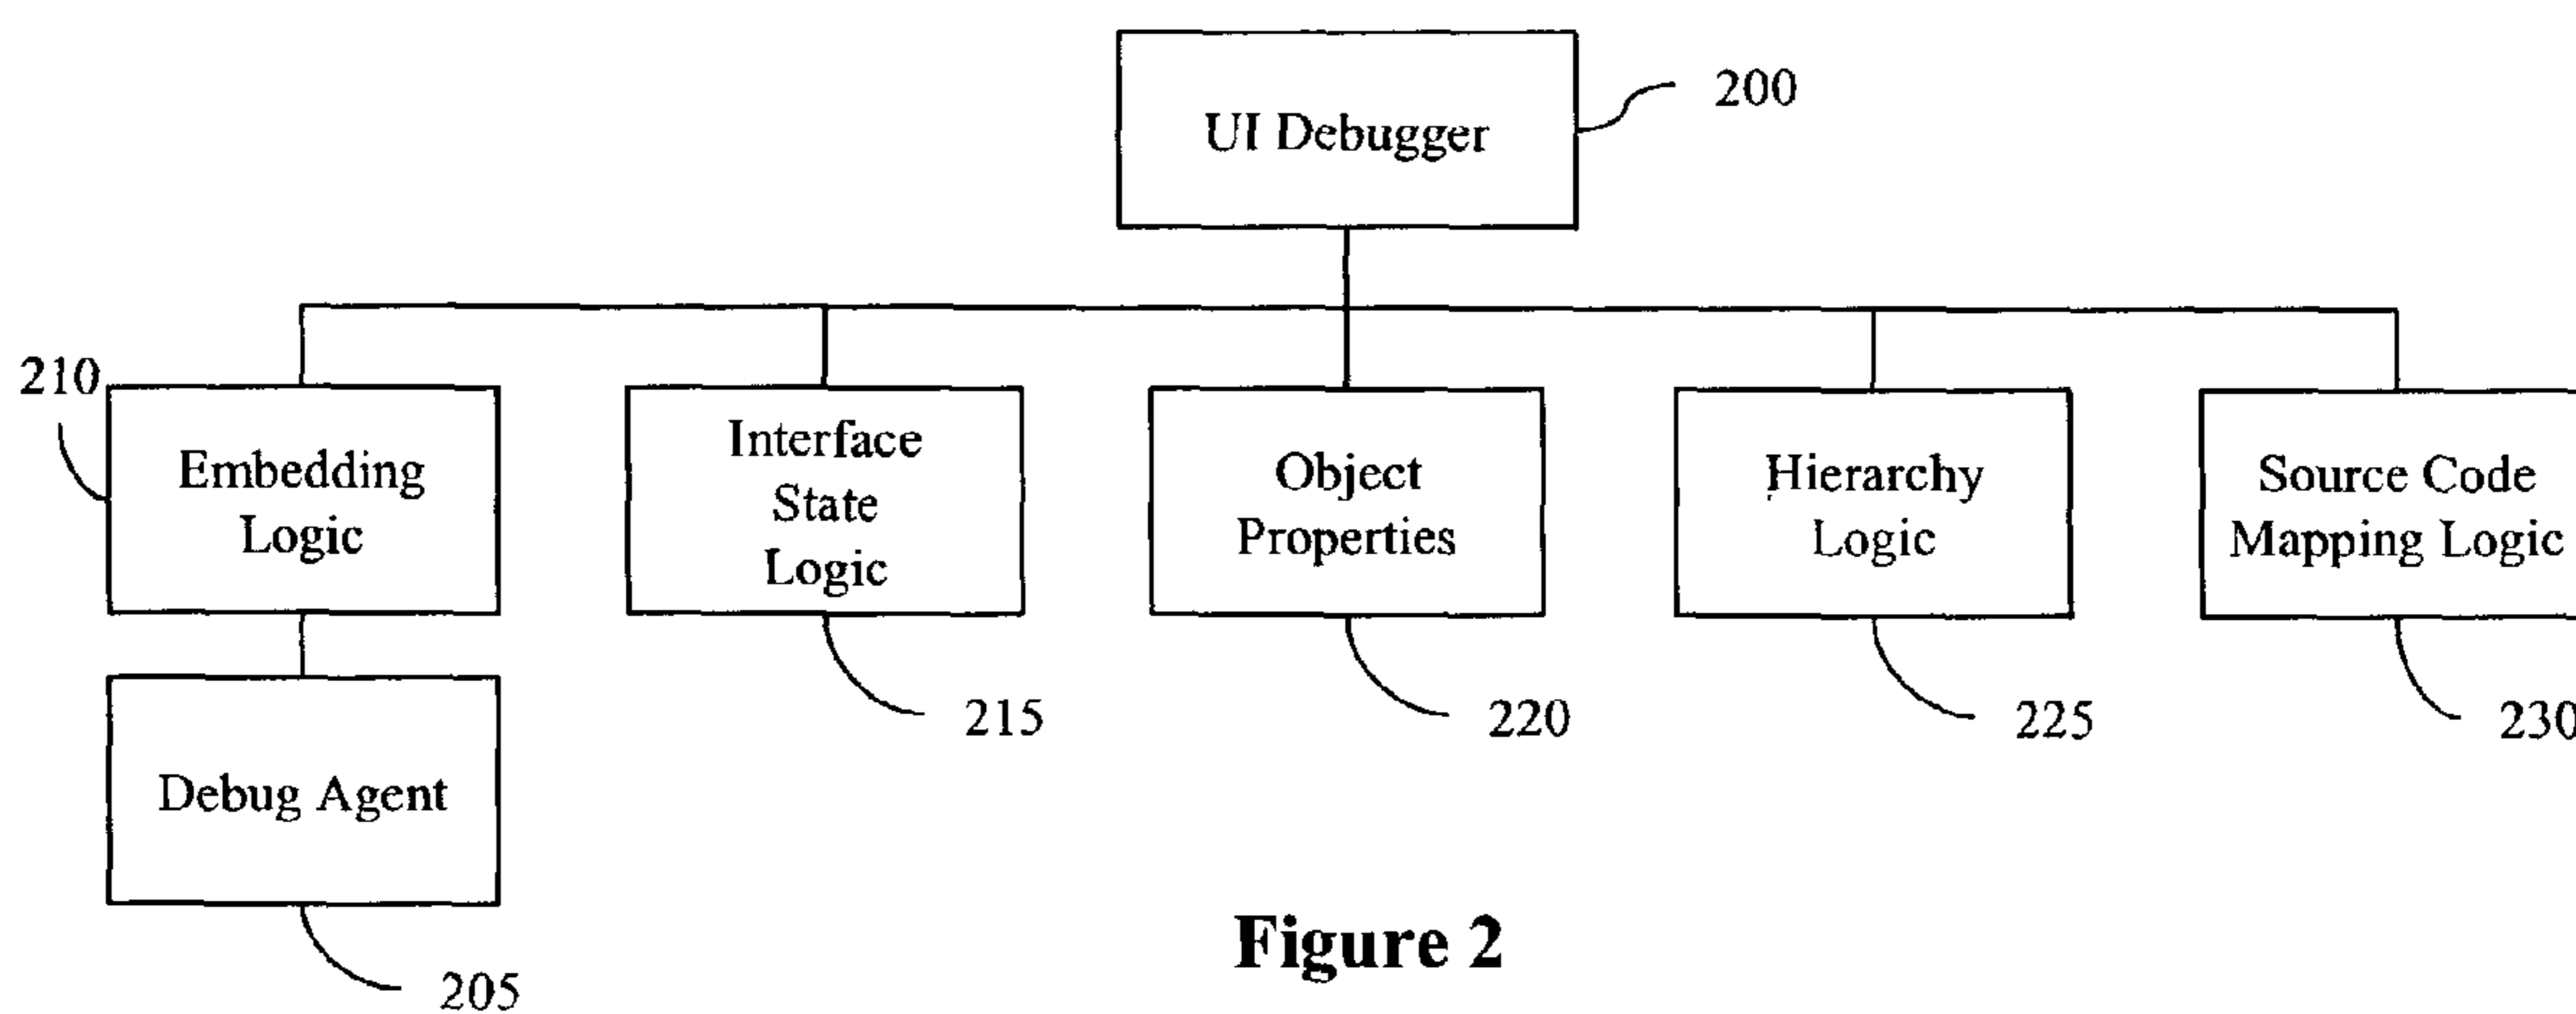 UI Debugger
200
210
Embedding
Logic
Interface
State
Logic
Object
Properties
Hierarchy
Logic
Source Code
Mapping Logic
215
220
225
230
Debug Agent
205
Figure 2